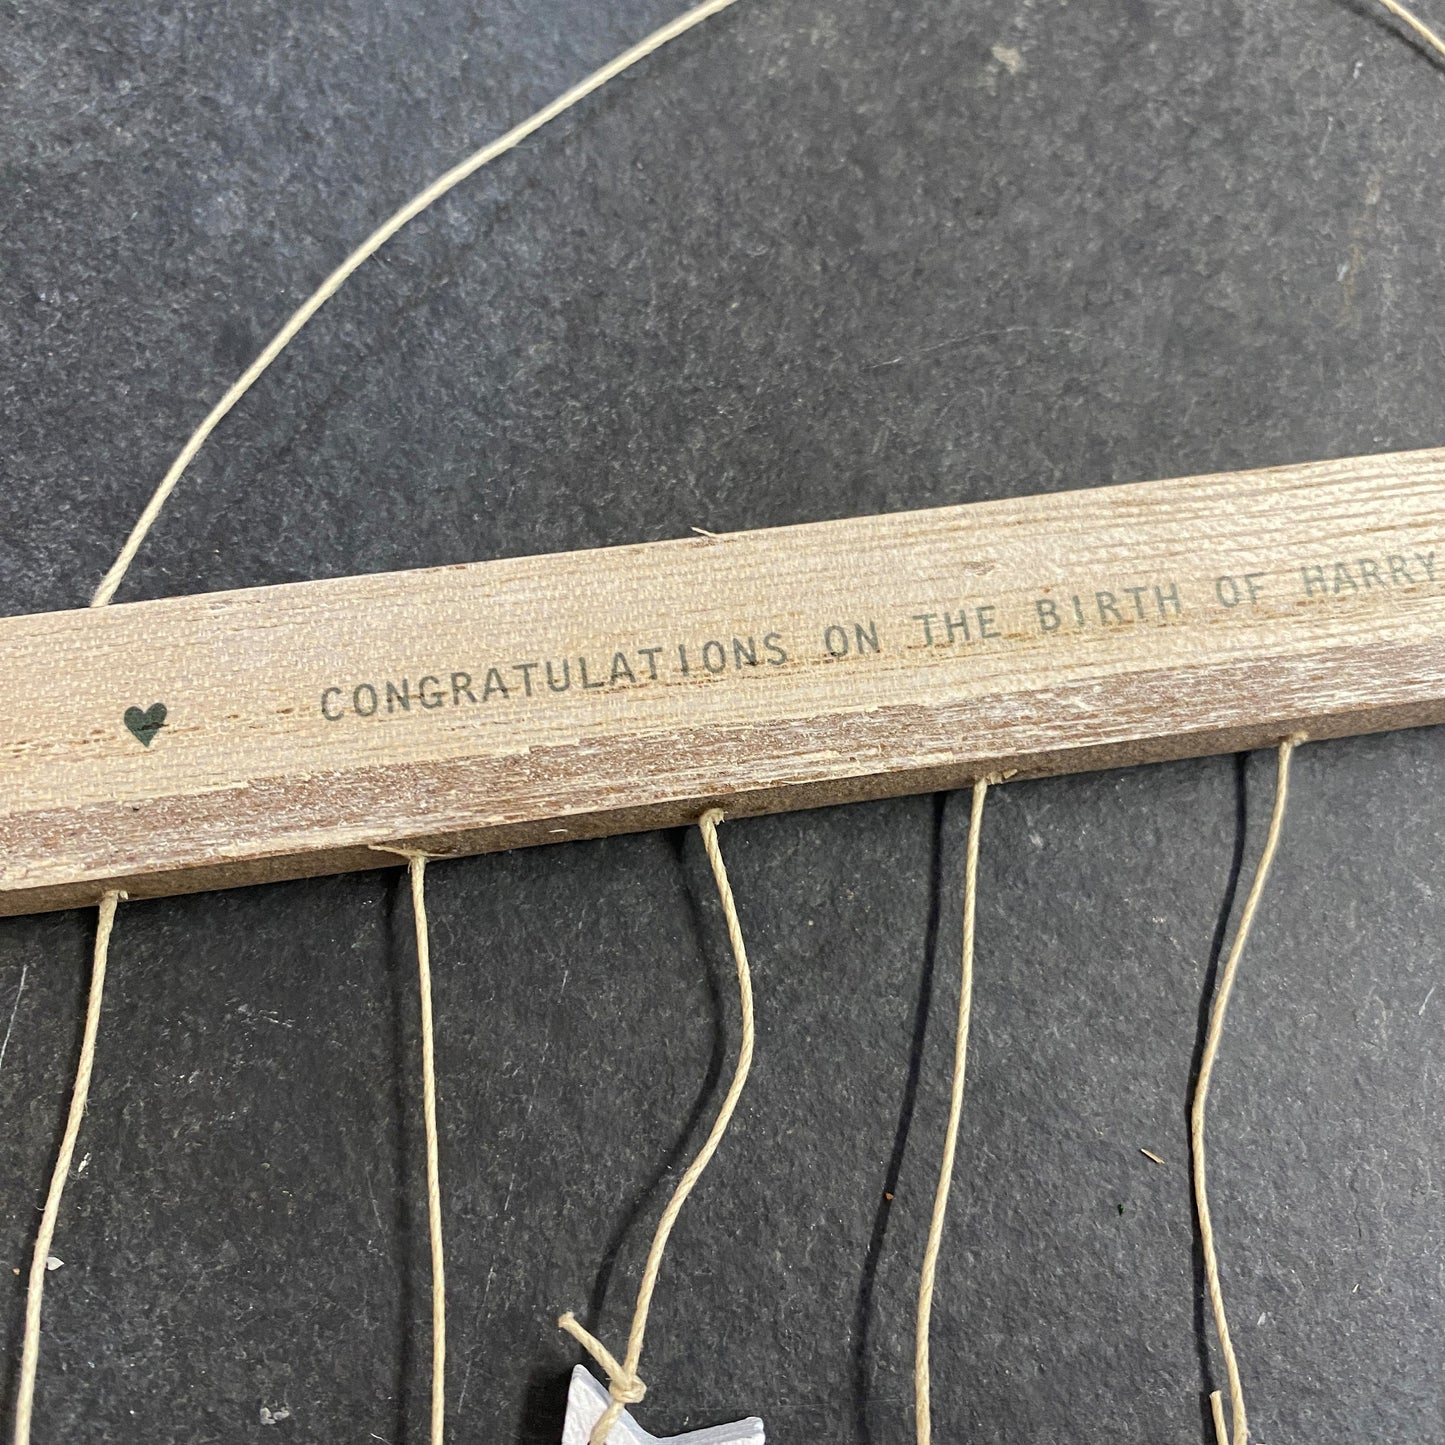 CONGRATULATIONS ON THE BIRTH OF HARRY